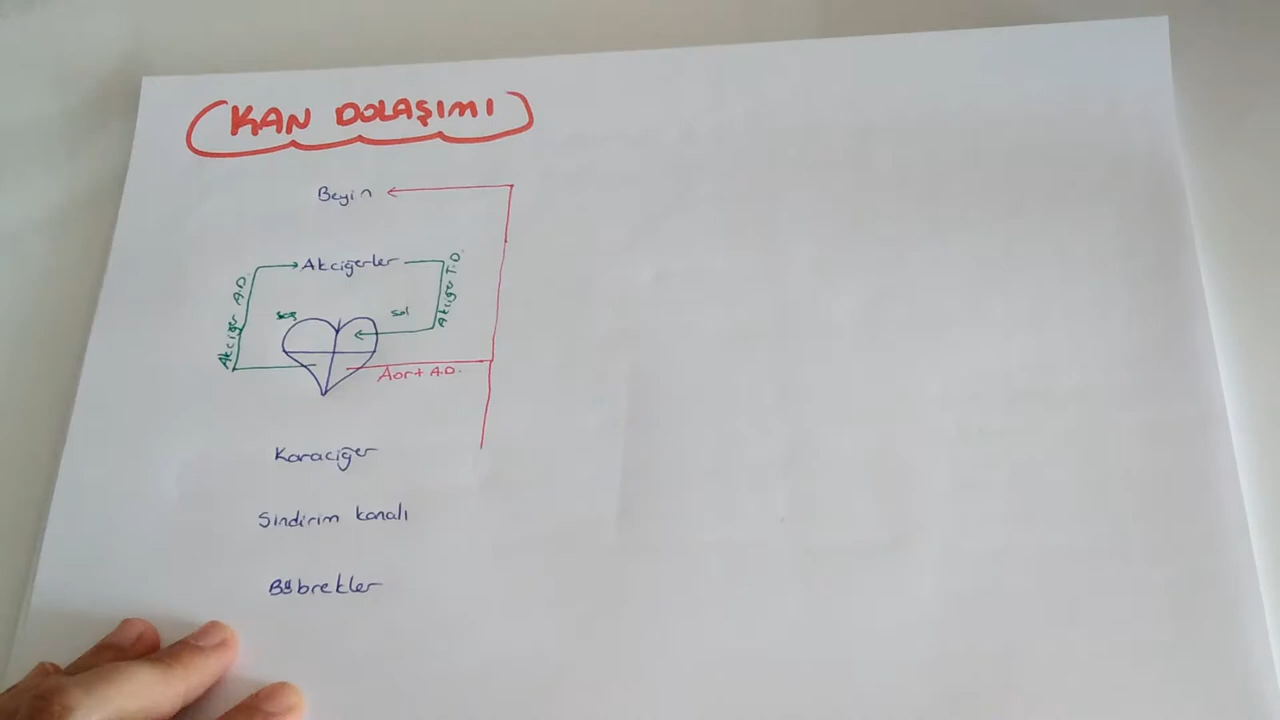 KAN DOLAŞIMI
Beyin
Akciğerler
Akciğer A.D.
Akciğer T.D.
sağ
sol
Aort A.D.
Karaciğer
Sindirim kanalı
Böbrekler